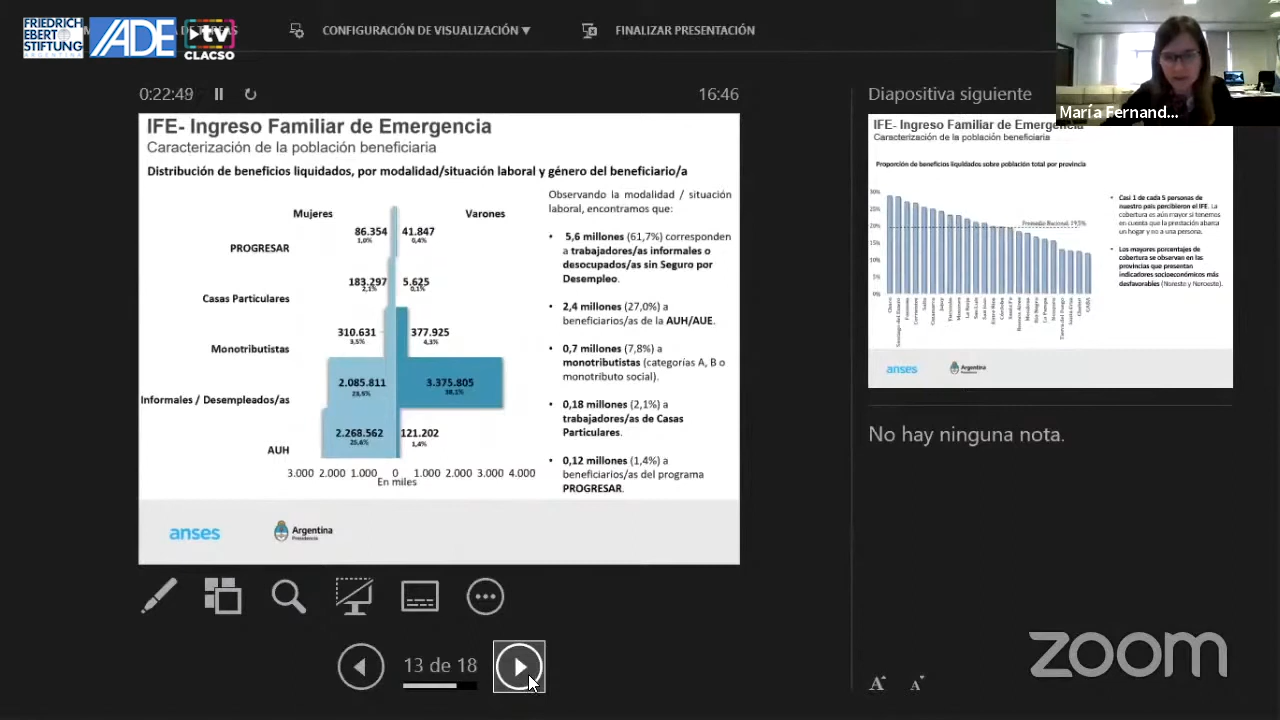 FRIEDRICH
EBERT
STIFTUNG
ARGENTINA
IADE
tv
CLACSO
CONFIGURACIÓN DE VISUALIZACIÓN ▼
FINALIZAR PRESENTACIÓN
0:22:49
16:46
IFE- Ingreso Familiar de Emergencia
Caracterización de la población beneficiaria
Distribución de beneficios liquidados, por modalidad/situación laboral y género del beneficiario/a
Mujeres
Varones
86.354
1,0%
41.847
0,4%
PROGRESAR
183.297
2,1%
5.625
0,1%
Casas Particulares
310.631
3,5%
377.925
4,3%
Monotributistas
2.085.811
3.375.805
Informales / Desempleados/as
2.268.562
25,6%
121.202
1,4%
AUH
3.000 2.000 1.000 0 1.000 2.000 3.000 4.000
En miles
Observando la modalidad / situación
laboral, encontramos que:
• 5,6 millones (61,7%) corresponden
a trabajadores/as informales o
desocupados/as sin Seguro por
Desempleo.
• 2,4 millones (27,0%) a
beneficiarios/as de la AUH/AUE.
• 0,7 millones (7,8%) a
monotributistas (categorías A, B o
monotributo social).
• 0,18 millones (2,1%) a
trabajadores/as de Casas
Particulares.
• 0,12 millones (1,4%) a
beneficiarios/as del programa
PROGRESAR.
anses
Argentina
Presidencia
13 de 18
Diapositiva siguiente
María Fernand...
IFE- Ingreso Familiar de Emergencia
Caracterización de la población beneficiaria
Proporción de beneficios liquidados sobre población total por provincia
30%
25%
20%
15%
10%
5%
0%
Promedio Nacional: 19,5%
• Casi 1 de cada 5 personas de
nuestro país percibieron el IFE. La
cobertura es aún mayor si tenemos
en cuenta que la prestación abarca
un hogar y no a una persona.
• Los mayores porcentajes de
cobertura se observan en las
provincias que presentan
indicadores socioeconómicos más
desfavorables (Noreste y Noroeste).
anses
Argentina
No hay ninguna nota.
zoom